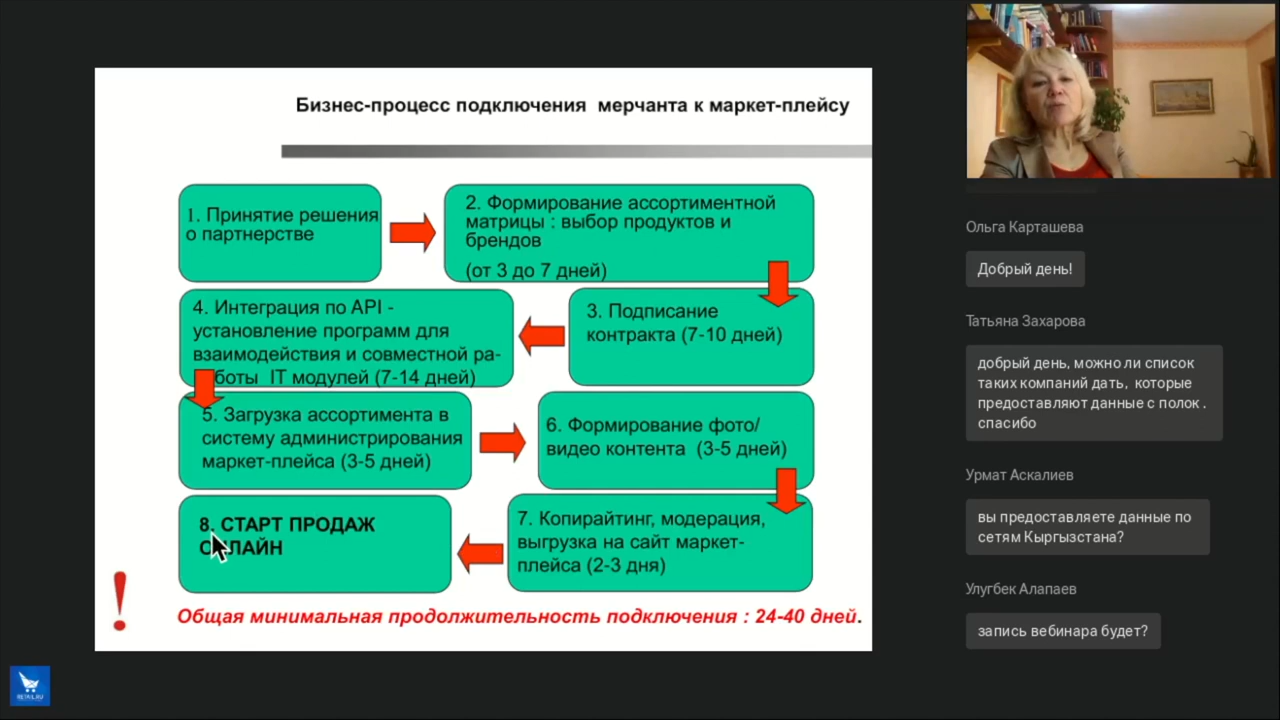 Бизнес-процесс подключения мерчанта к маркет-плейсу
1. Принятие решения
о партнерстве
2. Формирование ассортиментной
матрицы : выбор продуктов и
брендов
(от 3 до 7 дней)
3. Подписание
контракта (7-10 дней)
4. Интеграция по API -
установление программ для
взаимодействия и совместной ра-
боты IT модулей (7-14 дней)
5. Загрузка ассортимента в
систему администрирования
маркет-плейса (3-5 дней)
6. Формирование фото/
видео контента (3-5 дней)
7. Копирайтинг, модерация,
выгрузка на сайт маркет-
плейса (2-3 дня)
8. СТАРТ ПРОДАЖ
ОНЛАЙН
!
Общая минимальная продолжительность подключения : 24-40 дней.
RETAIL.RU
Ольга Карташева
Добрый день!
Татьяна Захарова
добрый день, можно ли список
таких компаний дать, которые
предоставляют данные с полок .
спасибо
Урмат Аскалиев
вы предоставляете данные по
сетям Кыргызстана?
Улугбек Алапаев
запись вебинара будет?